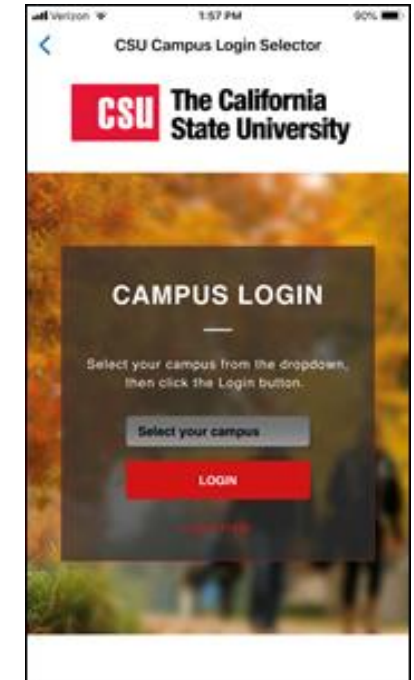 Verizon 1:57 PM 90%
CSU Campus Login Selector
CSU The California
State University
CAMPUS LOGIN
Select your campus from the dropdown,
then click the Login button.
Select your campus
LOGIN